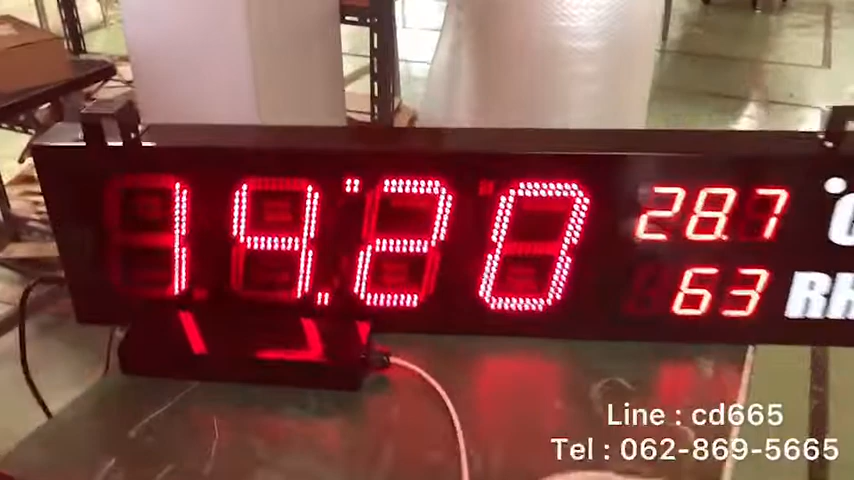 14:20
28.7 °
63 RH
Line : cd665
Tel : 062-869-5665